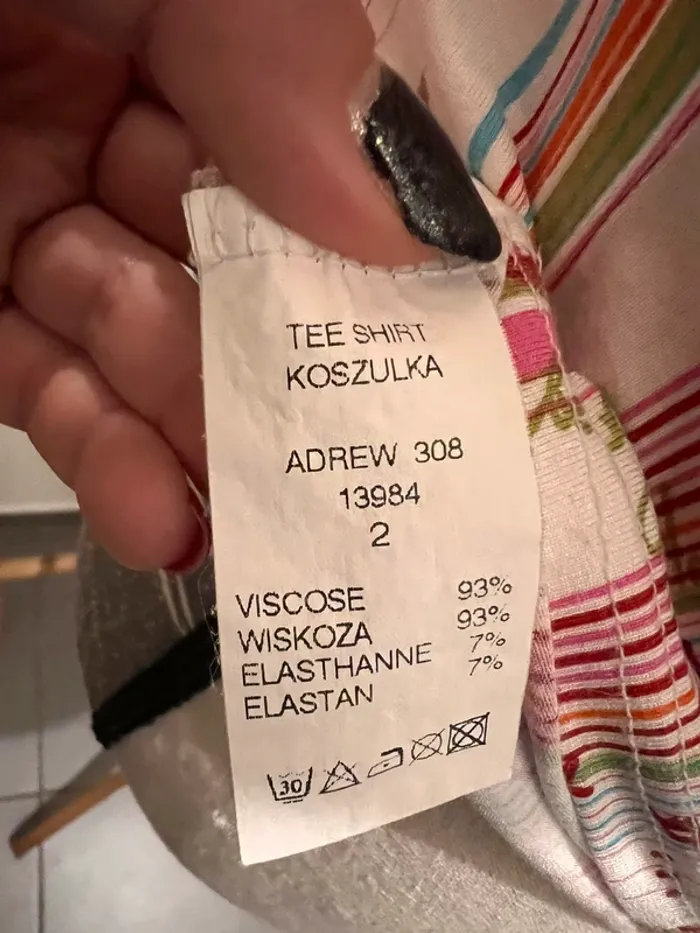 TEE SHIRT
KOSZULKA
ADREW 308
13984
2
VISCOSE 93%
WISKOZA 93%
ELASTHANNE 7%
ELASTAN 7%
30